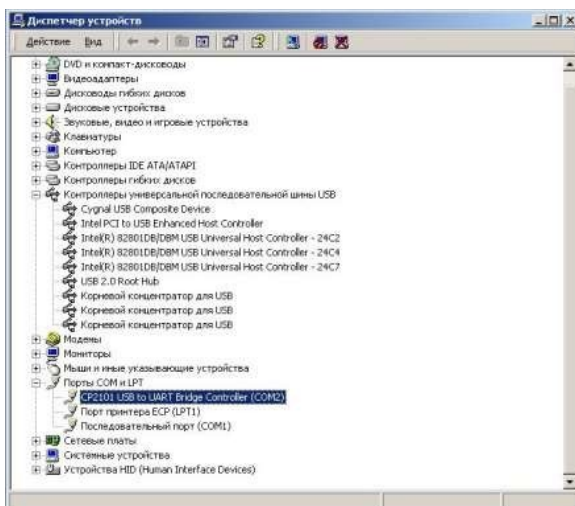 Диспетчер устройств
Действие Вид
DVD и компакт-дисководы
Видеоадаптеры
Дисководы гибких дисков
Дисковые устройства
Звуковые, видео и игровые устройства
Клавиатуры
Компьютер
Контроллеры IDE ATA/ATAPI
Контроллеры гибких дисков
Контроллеры универсальной последовательной шины USB
Cygnal USB Composite Device
Intel PCI to USB Enhanced Host Controller
Intel(R) 82801DB/DBM USB Universal Host Controller - 24C2
Intel(R) 82801DB/DBM USB Universal Host Controller - 24C4
Intel(R) 82801DB/DBM USB Universal Host Controller - 24C7
USB 2.0 Root Hub
Корневой концентратор для USB
Корневой концентратор для USB
Корневой концентратор для USB
Модемы
Мониторы
Мыши и иные указывающие устройства
Порты COM и LPT
CP2101 USB to UART Bridge Controller (COM2)
Порт принтера ECP (LPT1)
Последовательный порт (COM1)
Сетевые платы
Системные устройства
Устройства HID (Human Interface Devices)